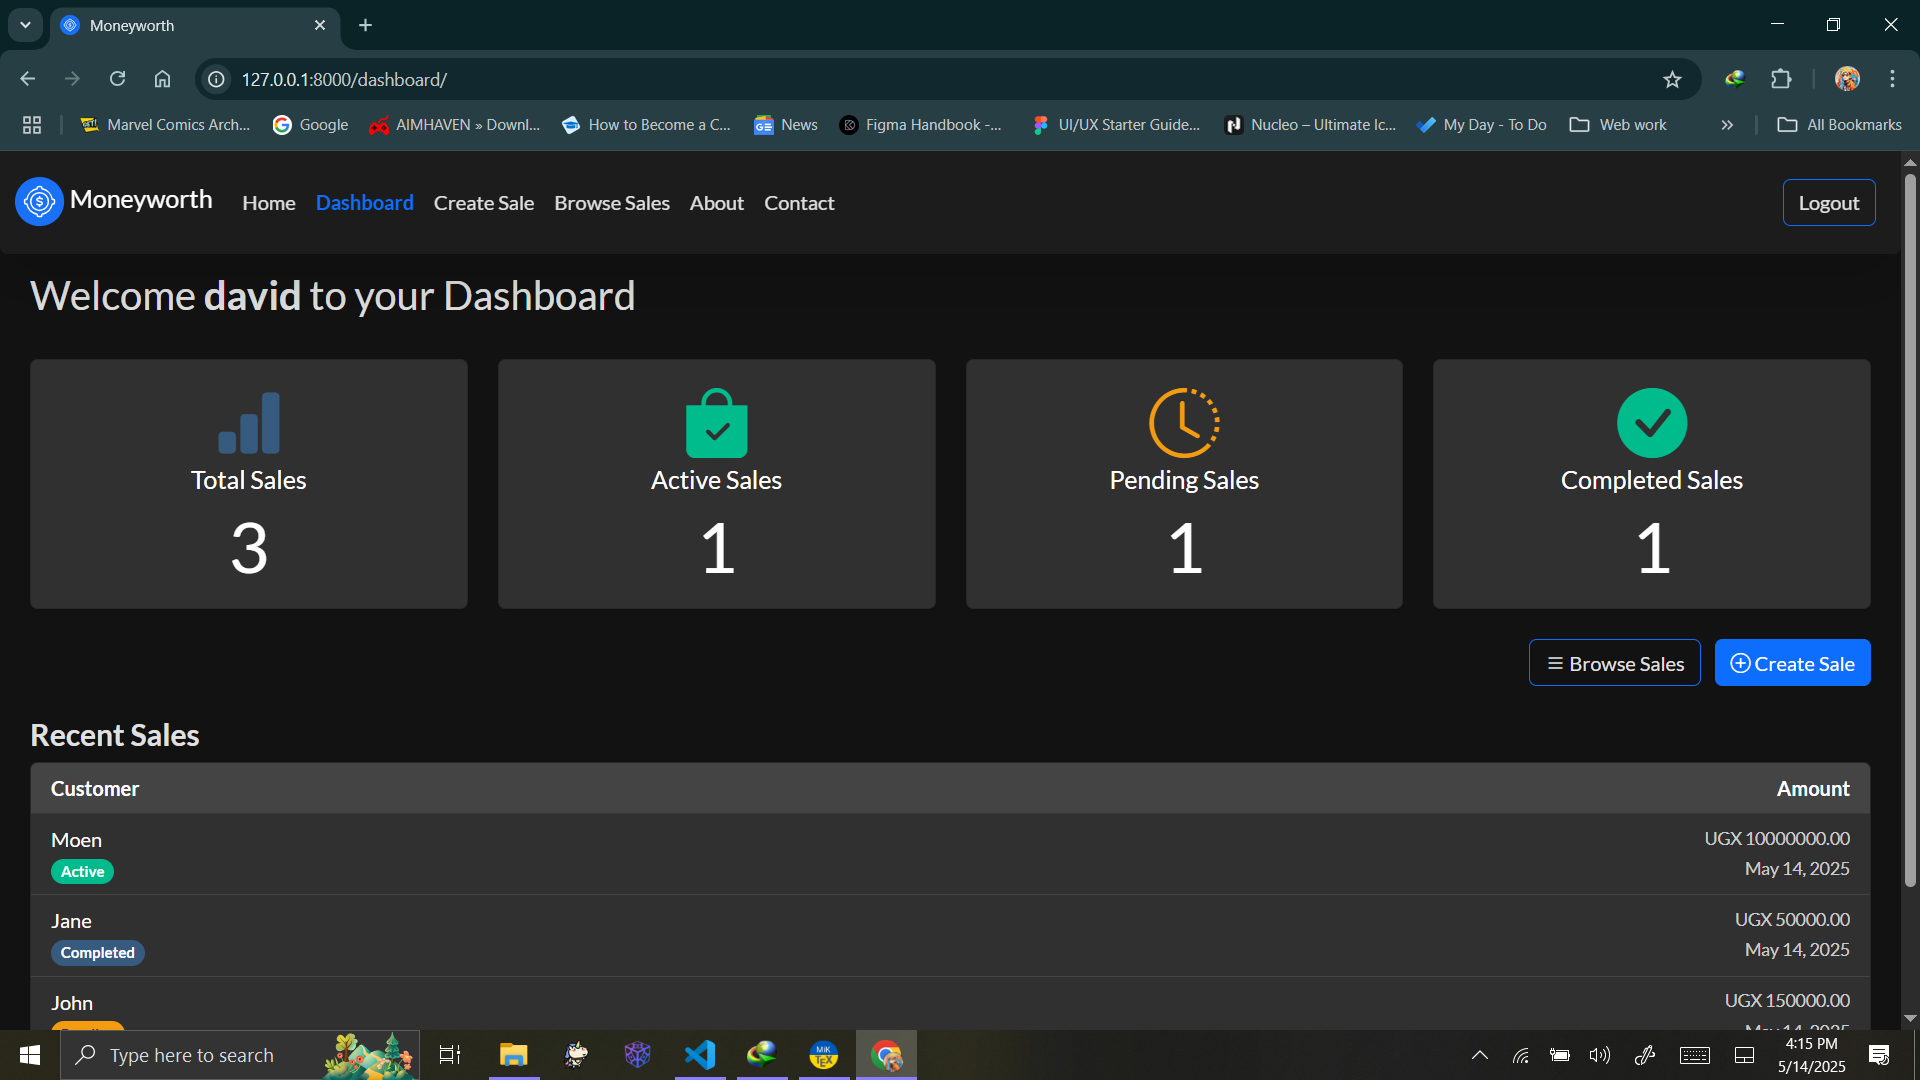 Moneyworth
127.0.0.1:8000/dashboard/
Marvel Comics Arch...
Google
AIMHAVEN » Downl...
How to Become a C...
News
Figma Handbook -...
UI/UX Starter Guide...
Nucleo – Ultimate Ic...
My Day - To Do
Web work
All Bookmarks
Moneyworth
Home
Dashboard
Create Sale
Browse Sales
About
Contact
Logout
Welcome david to your Dashboard
Total Sales
3
Active Sales
1
Pending Sales
1
Completed Sales
1
Browse Sales
Create Sale
Recent Sales
Customer
Amount
Moen
UGX 10000000.00
Active
May 14, 2025
Jane
UGX 50000.00
Completed
May 14, 2025
John
UGX 150000.00
Type here to search
4:15 PM
5/14/2025